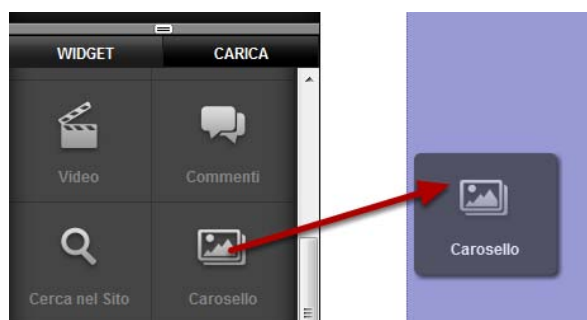 WIDGET CARICA
Video Commenti
Cerca nel Sito Carosello
Carosello